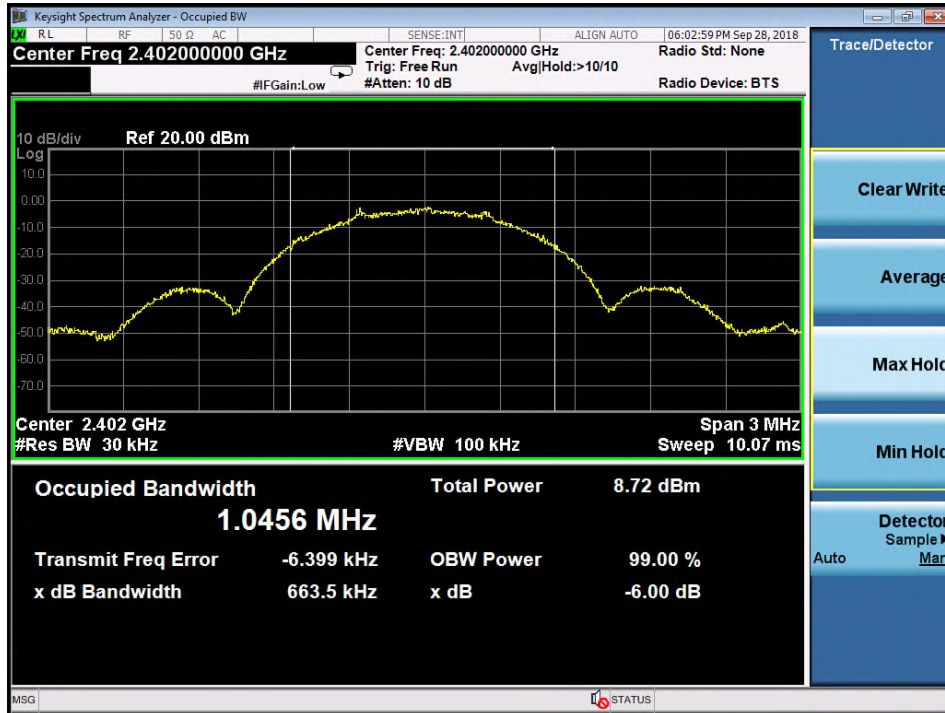 Keysight Spectrum Analyzer - Occupied BW
LXI RL RF 50 Ω AC SENSE:INT ALIGN AUTO 06:02:59 PM Sep 28, 2018
Center Freq 2.402000000 GHz
Center Freq: 2.402000000 GHz
Radio Std: None
Trig: Free Run Avg|Hold:>10/10
#IFGain:Low
#Atten: 10 dB
Radio Device: BTS
10 dB/div Ref 20.00 dBm
Log
10.0
0.00
-10.0
-20.0
-30.0
-40.0
-50.0
-60.0
-70.0
Center 2.402 GHz Span 3 MHz
#Res BW 30 kHz #VBW 100 kHz Sweep 10.07 ms
Occupied Bandwidth Total Power 8.72 dBm
1.0456 MHz
Transmit Freq Error -6.399 kHz OBW Power 99.00 %
x dB Bandwidth 663.5 kHz x dB -6.00 dB
MSG STATUS
Trace/Detector
Clear Write
Average
Max Hold
Min Hold
Detector
Sample
Auto Man